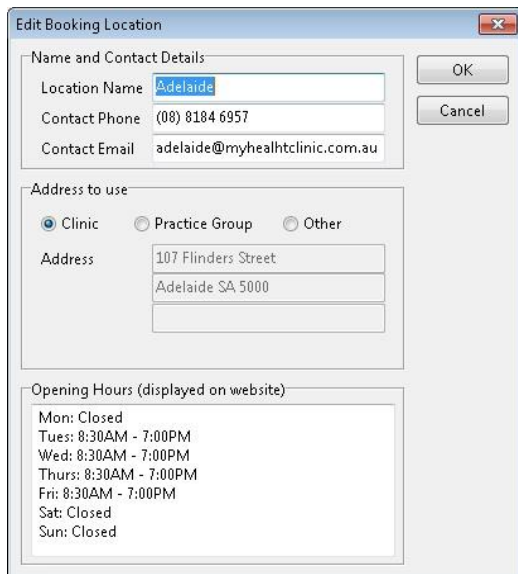 Edit Booking Location
Name and Contact Details
Location Name Adelaide
Contact Phone (08) 8184 6957
Contact Email adelaide@myhealhtclinic.com.au
OK
Cancel
Address to use
Clinic Practice Group Other
Address 107 Flinders Street
Adelaide SA 5000
Opening Hours (displayed on website)
Mon: Closed
Tues: 8:30AM - 7:00PM
Wed: 8:30AM - 7:00PM
Thurs: 8:30AM - 7:00PM
Fri: 8:30AM - 7:00PM
Sat: Closed
Sun: Closed